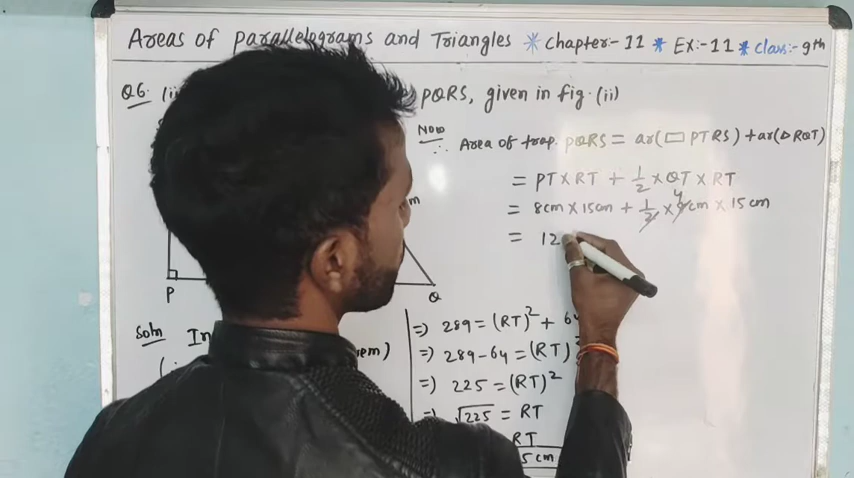 Areas of parallelograms and Triangles * chapter:- 11 * Ex:- 11 * class:- 9th
Q6. (ii) PQRS, given in fig. (ii)
Now
∴ Area of trap. PQRS = ar(□ PTRS) + ar(△ RQT)
= PT × RT + 1/2 × QT × RT
= 8cm × 15cm + 1/2 × 8cm × 15cm
4
= 12
m
P
Q
Soln In
em)
(i
⇒ 289 = (RT)² + 64
⇒ 289 - 64 = (RT)²
⇒ 225 = (RT)²
⇒ √225 = RT
RT
5 cm